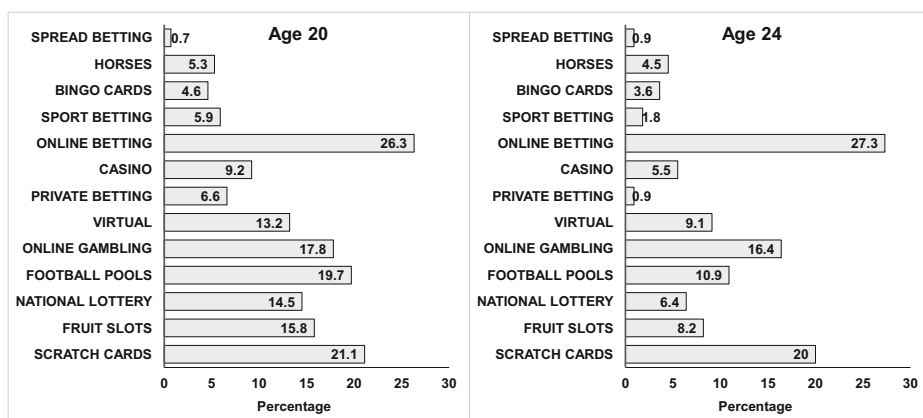 Age 20
SPREAD BETTING 0.7
HORSES 5.3
BINGO CARDS 4.6
SPORT BETTING 5.9
ONLINE BETTING 26.3
CASINO 9.2
PRIVATE BETTING 6.6
VIRTUAL 13.2
ONLINE GAMBLING 17.8
FOOTBALL POOLS 19.7
NATIONAL LOTTERY 14.5
FRUIT SLOTS 15.8
SCRATCH CARDS 21.1
0 5 10 15 20 25 30
Percentage
Age 24
SPREAD BETTING 0.9
HORSES 4.5
BINGO CARDS 3.6
SPORT BETTING 1.8
ONLINE BETTING 27.3
CASINO 5.5
PRIVATE BETTING 0.9
VIRTUAL 9.1
ONLINE GAMBLING 16.4
FOOTBALL POOLS 10.9
NATIONAL LOTTERY 6.4
FRUIT SLOTS 8.2
SCRATCH CARDS 20
0 5 10 15 20 25 30
Percentage